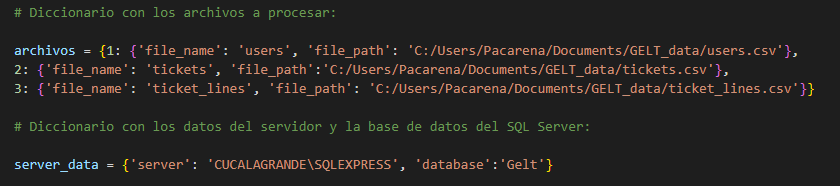 # Diccionario con los archivos a procesar:
archivos = {1: {'file_name': 'users', 'file_path': 'C:/Users/Pacarena/Documents/GELT_data/users.csv'},
2: {'file_name': 'tickets', 'file_path':'C:/Users/Pacarena/Documents/GELT_data/tickets.csv'},
3: {'file_name': 'ticket_lines', 'file_path': 'C:/Users/Pacarena/Documents/GELT_data/ticket_lines.csv'}}
# Diccionario con los datos del servidor y la base de datos del SQL Server:
server_data = {'server': 'CUCALAGRANDE\SQLEXPRESS', 'database':'Gelt'}